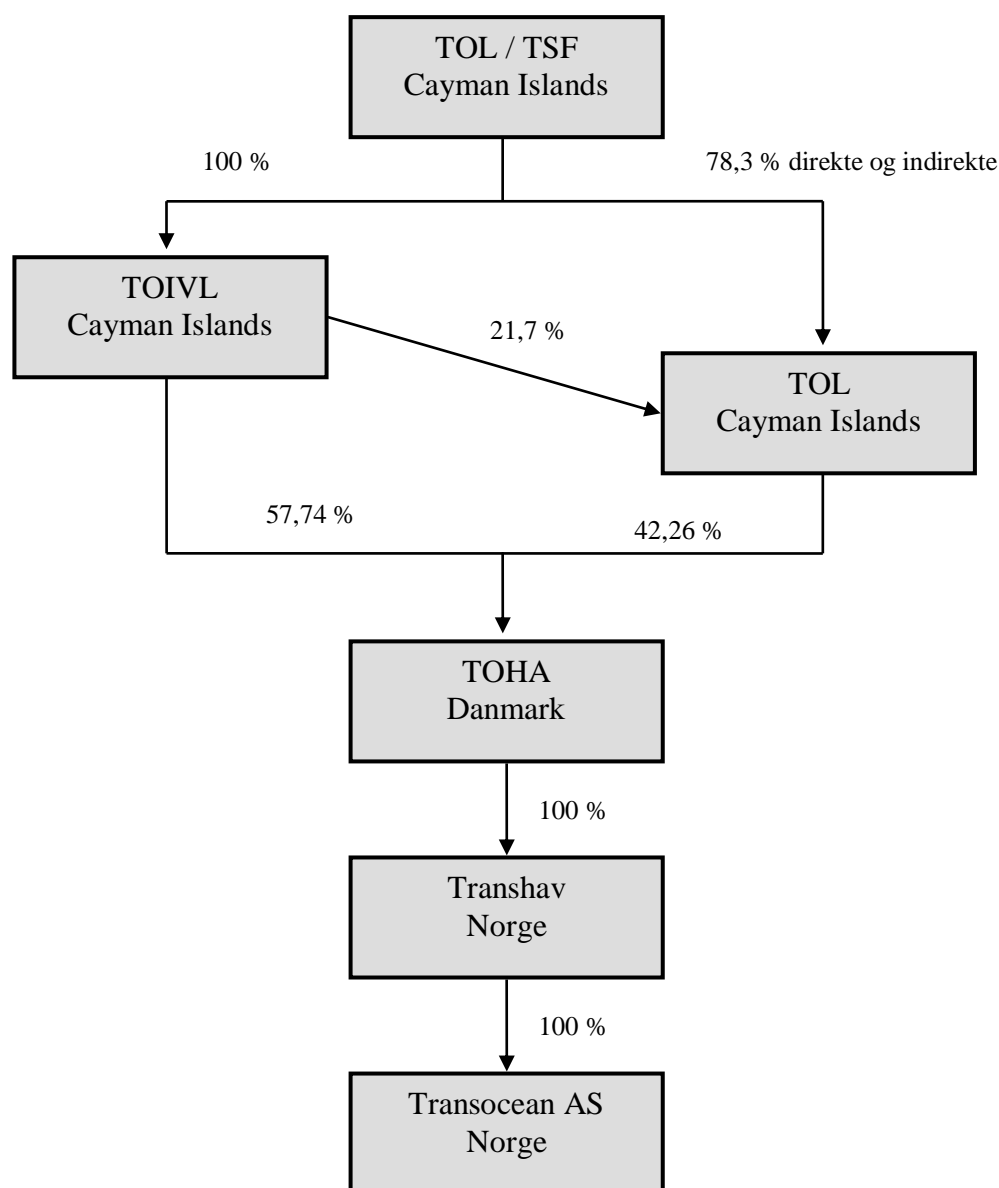 TOL / TSF
Cayman Islands
100 %
78,3 % direkte og indirekte
TOIVL
Cayman Islands
21,7 %
TOL
Cayman Islands
57,74 %
42,26 %
TOHA
Danmark
100 %
Transhav
Norge
100 %
Transocean AS
Norge